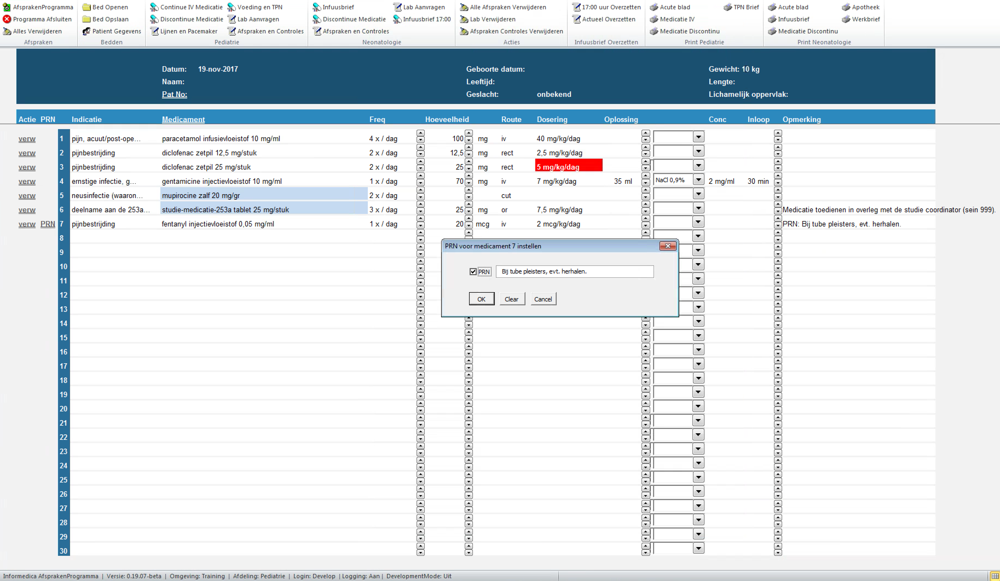 AfsprakenProgramma Bed Openen Continue IV Medicatie Voeding en TPN Infuusbrief Lab Aanvragen Alle Afspraken Verwijderen 17:00 uur Overzetten Acute blad TPN Brief Acute blad Apotheek
Programma Afsluiten Bed Opslaan Discontinue Medicatie Lab Aanvragen Discontinue Medicatie Infuusbrief 17:00 Lab Verwijderen Actueel Overzetten Medicatie IV Infuusbrief Werkbrief
Alles Verwijderen Patient Gegevens Lijnen en Pacemaker Afspraken en Controles Afspraken en Controles Afspraken Controles Verwijderen Medicatie Discontinu Medicatie Discontinu
Afspraken Bedden Pediatrie Neonatologie Acties Infuusbrief Overzetten Print Pediatrie Print Neonatologie
Datum: 19-nov-2017 Geboorte datum: Gewicht: 10 kg
Naam: Leeftijd: Lengte:
Pat No: Geslacht: onbekend Lichamelijk oppervlak:
Actie PRN Indicatie Medicament Freq Hoeveelheid Route Dosering Oplossing Conc Inloop Opmerking
verw 1 pijn, acuut/post-ope... paracetamol infusievloeistof 10 mg/ml 4 x / dag 100 mg iv 40 mg/kg/dag
verw 2 pijnbestrijding diclofenac zetpil 12,5 mg/stuk 2 x / dag 12,5 mg rect 2,5 mg/kg/dag
verw 3 pijnbestrijding diclofenac zetpil 25 mg/stuk 2 x / dag 25 mg rect 5 mg/kg/dag
verw 4 ernstige infectie, g... gentamicine injectievloeistof 10 mg/ml 1 x / dag 70 mg iv 7 mg/kg/dag 35 ml NaCl 0,9% 2 mg/ml 30 min
verw 5 neusinfectie (waaron... mupirocine zalf 20 mg/gr 2 x / dag cut
verw 6 deelname aan de 253a... studie-medicatie-253a tablet 25 mg/stuk 3 x / dag 25 mg or 7,5 mg/kg/dag Medicatie toedienen in overleg met de studie coordinator (sein 999).
verw PRN 7 pijnbestrijding fentanyl injectievloeistof 0,05 mg/ml 1 x / dag 20 mcg iv 2 mcg/kg/dag PRN: Bij tube pleisters, evt. herhalen.
8
PRN voor medicament 7 instellen
9
10
PRN Bij tube pleisters, evt. herhalen.
11
12
OK Clear Cancel
13
14
15
16
17
18
19
20
21
22
23
24
25
26
27
28
29
30
Informedica AfsprakenProgramma | Versie: 0.19.07-beta | Omgeving: Training | Afdeling: Pediatrie | Login: Develop | Logging: Aan | DevelopmentMode: Uit